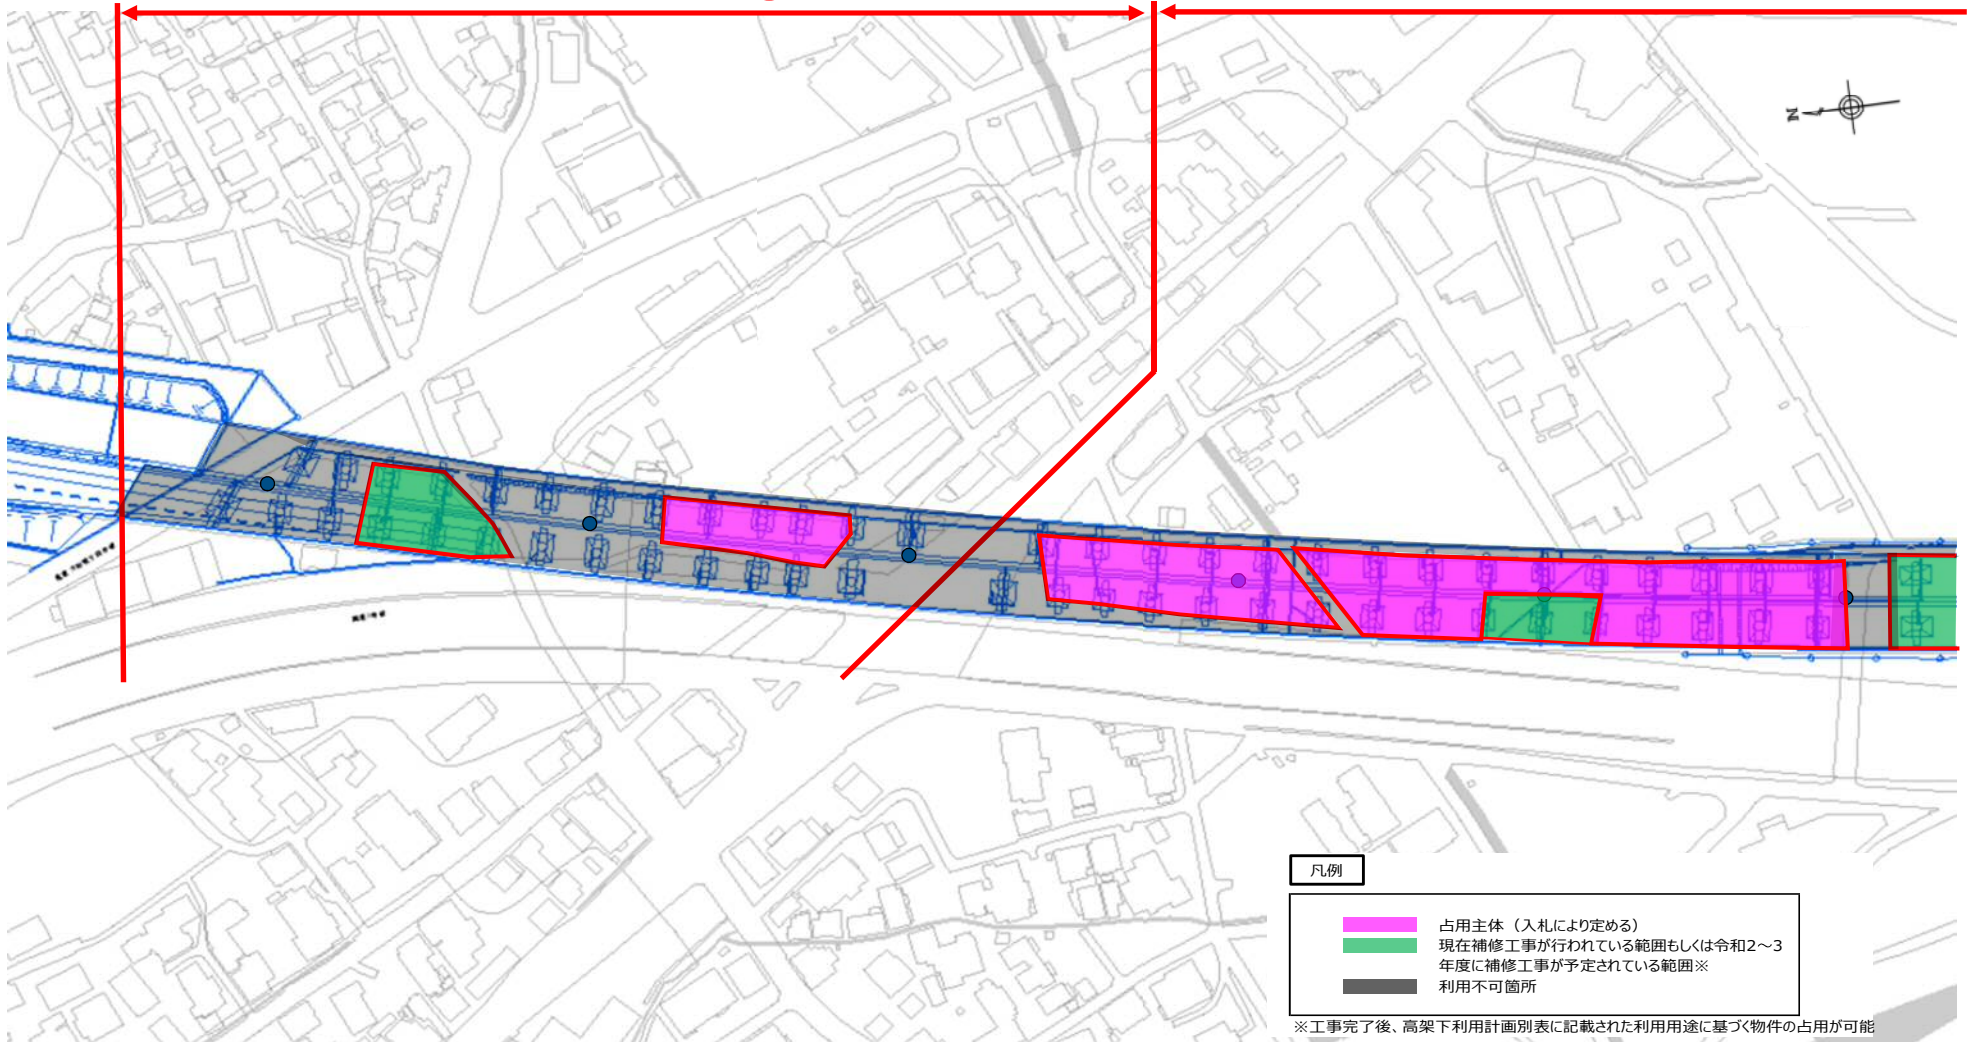 N
凡例
占用主体（入札により定める）
現在補修工事が行われている範囲もしくは令和2～3
年度に補修工事が予定されている範囲※
利用不可箇所
※工事完了後、高架下利用計画別表に記載された利用用途に基づく物件の占用が可能